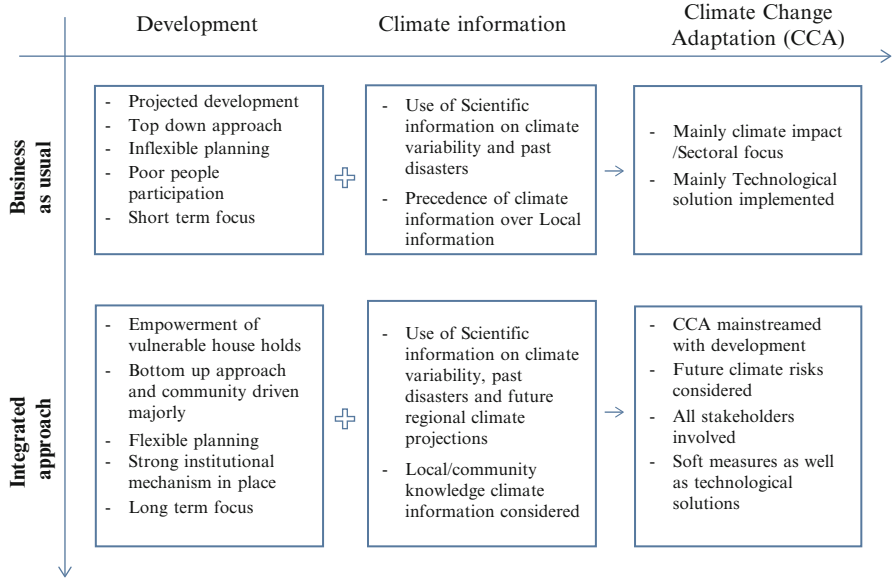 Development
Climate information
Climate Change
Adaptation (CCA)
Business
as usual
- Projected development
- Top down approach
- Inflexible planning
- Poor people
participation
- Short term focus
- Use of Scientific
information on climate
variability and past
disasters
- Precedence of climate
information over Local
information
- Mainly climate impact
/Sectoral focus
- Mainly Technological
solution implemented
Integrated
approach
- Empowerment of
vulnerable house holds
- Bottom up approach
and community driven
majorly
- Flexible planning
- Strong institutional
mechanism in place
- Long term focus
- Use of Scientific
information on climate
variability, past
disasters and future
regional climate
projections
- Local/community
knowledge climate
information considered
- CCA mainstreamed
with development
- Future climate risks
considered
- All stakeholders
involved
- Soft measures as well
as technological
solutions